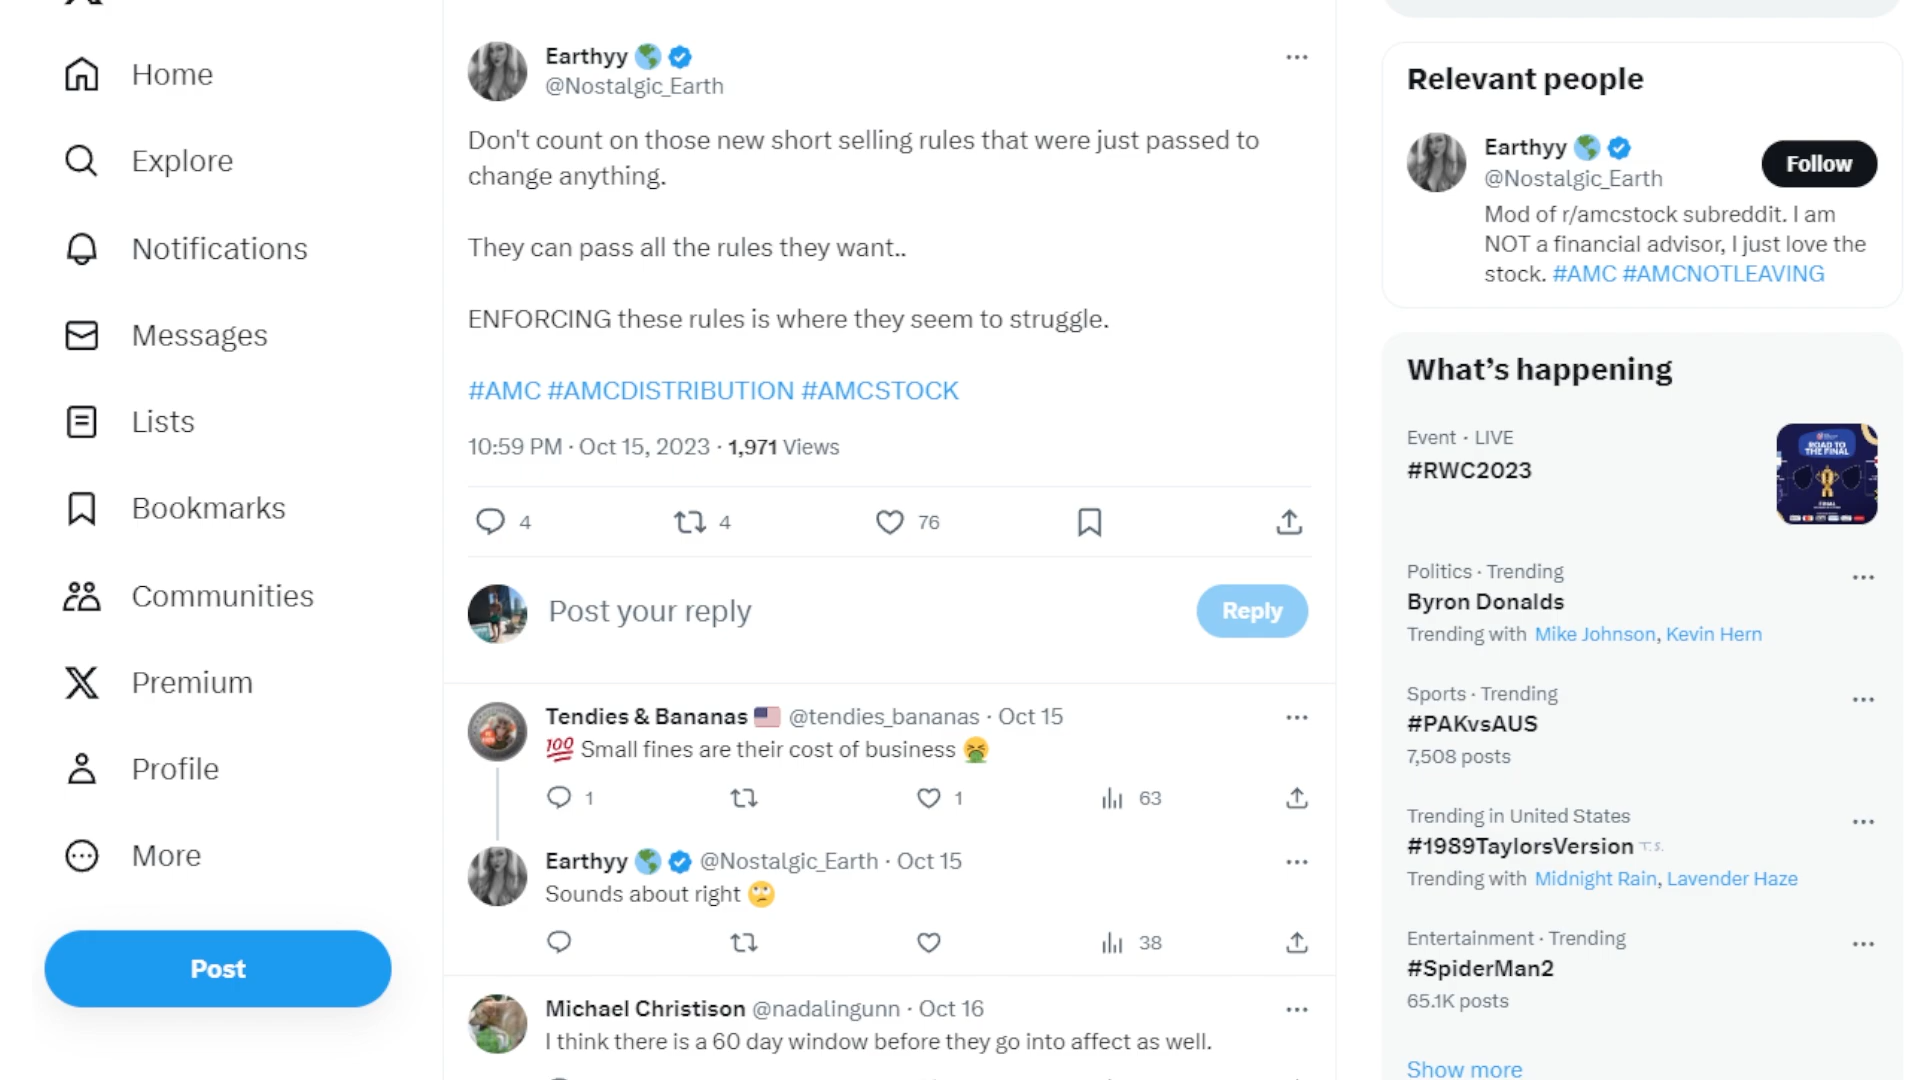 Home
Explore
Notifications
Messages
Lists
Bookmarks
Communities
Premium
Profile
More
Post
Earthyy
@Nostalgic_Earth
Don't count on those new short selling rules that were just passed to
change anything.
They can pass all the rules they want..
ENFORCING these rules is where they seem to struggle.
#AMC #AMCDISTRIBUTION #AMCSTOCK
10:59 PM · Oct 15, 2023 · 1,971 Views
4
4
76
Post your reply
Reply
Tendies & Bananas 🇺🇸 @tendies_bananas · Oct 15
💯 Small fines are their cost of business 🤮
1
1
63
Earthyy 🌎 @Nostalgic_Earth · Oct 15
Sounds about right 🙄
38
Michael Christison @nadalingunn · Oct 16
I think there is a 60 day window before they go into affect as well.
Relevant people
Earthyy
@Nostalgic_Earth
Follow
Mod of r/amcstock subreddit. I am
NOT a financial advisor, I just love the
stock. #AMC #AMCNOTLEAVING
What's happening
Event · LIVE
#RWC2023
ROAD TO
THE FINAL
Politics · Trending
Byron Donalds
Trending with Mike Johnson, Kevin Hern
Sports · Trending
#PAKvsAUS
7,508 posts
Trending in United States
#1989TaylorsVersion T.S.
Trending with Midnight Rain, Lavender Haze
Entertainment · Trending
#SpiderMan2
65.1K posts
Show more